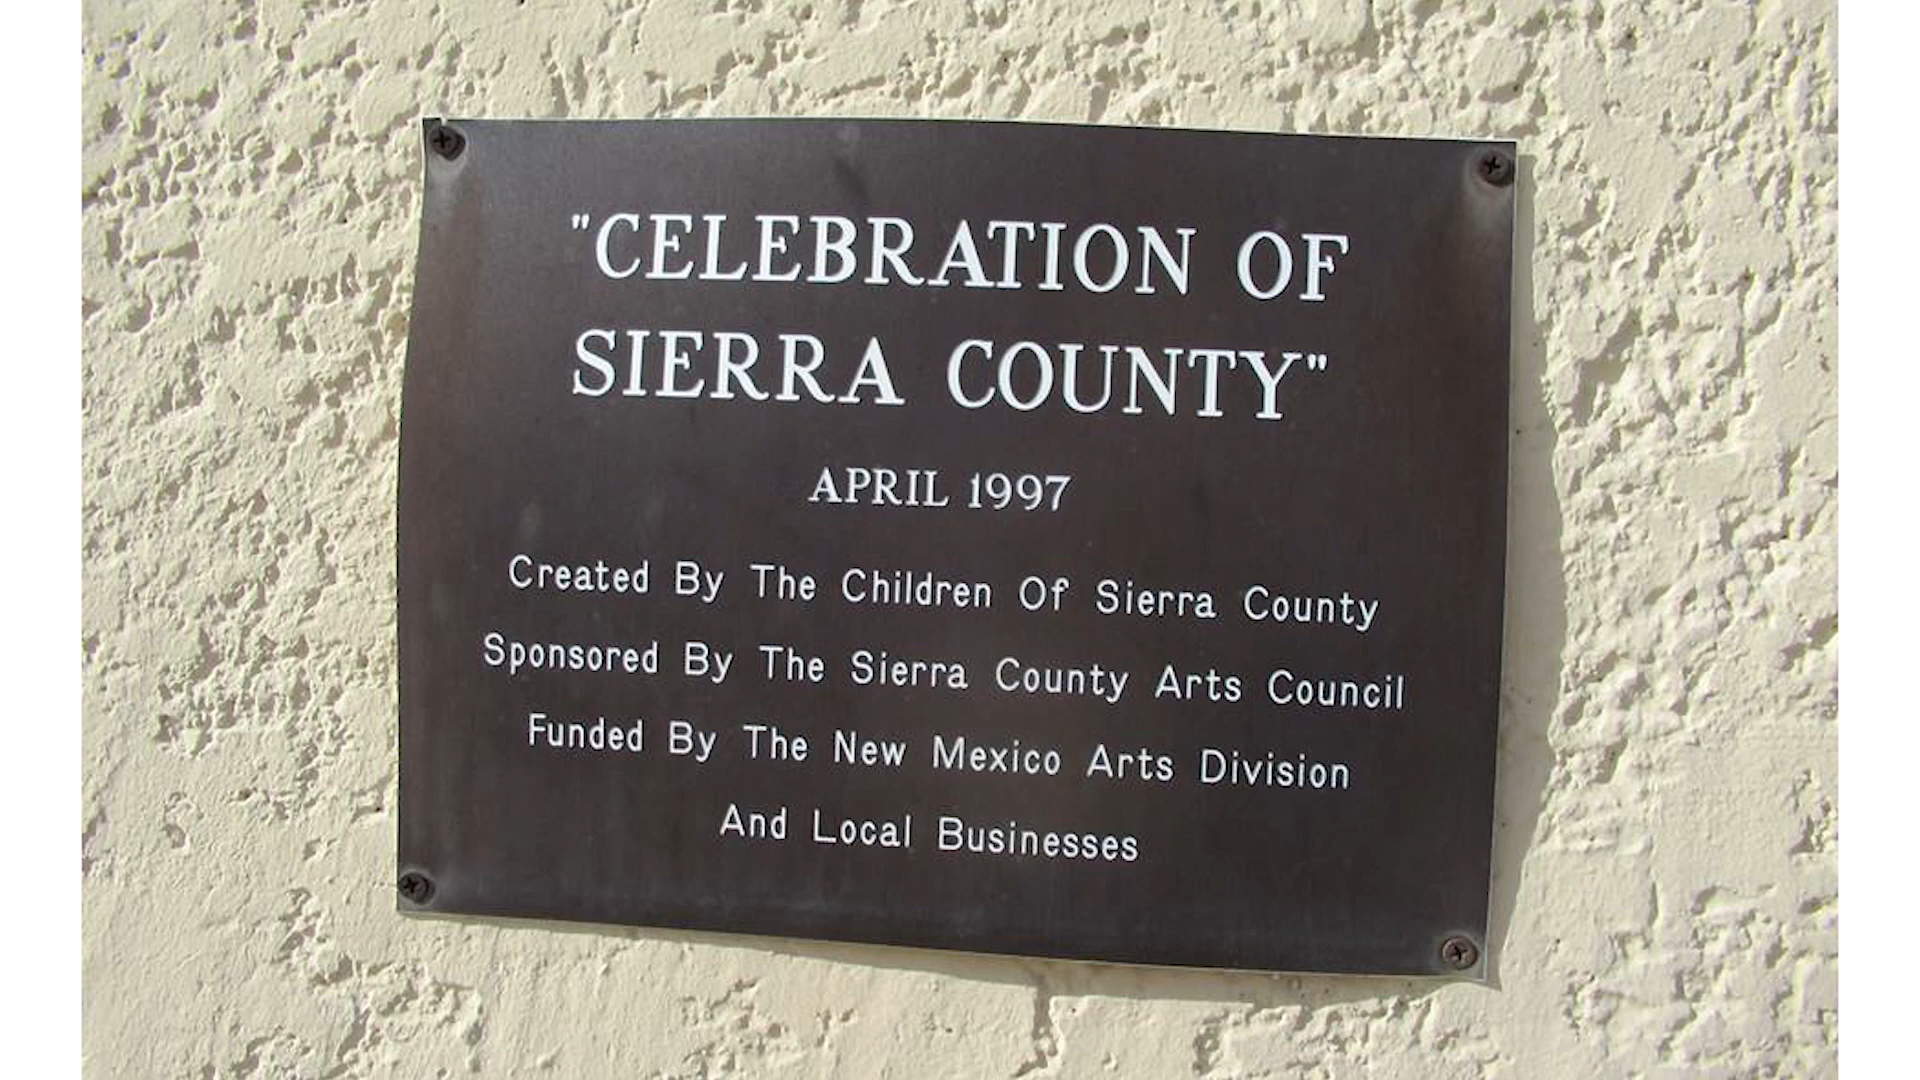 "CELEBRATION OF
SIERRA COUNTY"
APRIL 1997
Created By The Children Of Sierra County
Sponsored By The Sierra County Arts Council
Funded By The New Mexico Arts Division
And Local Businesses